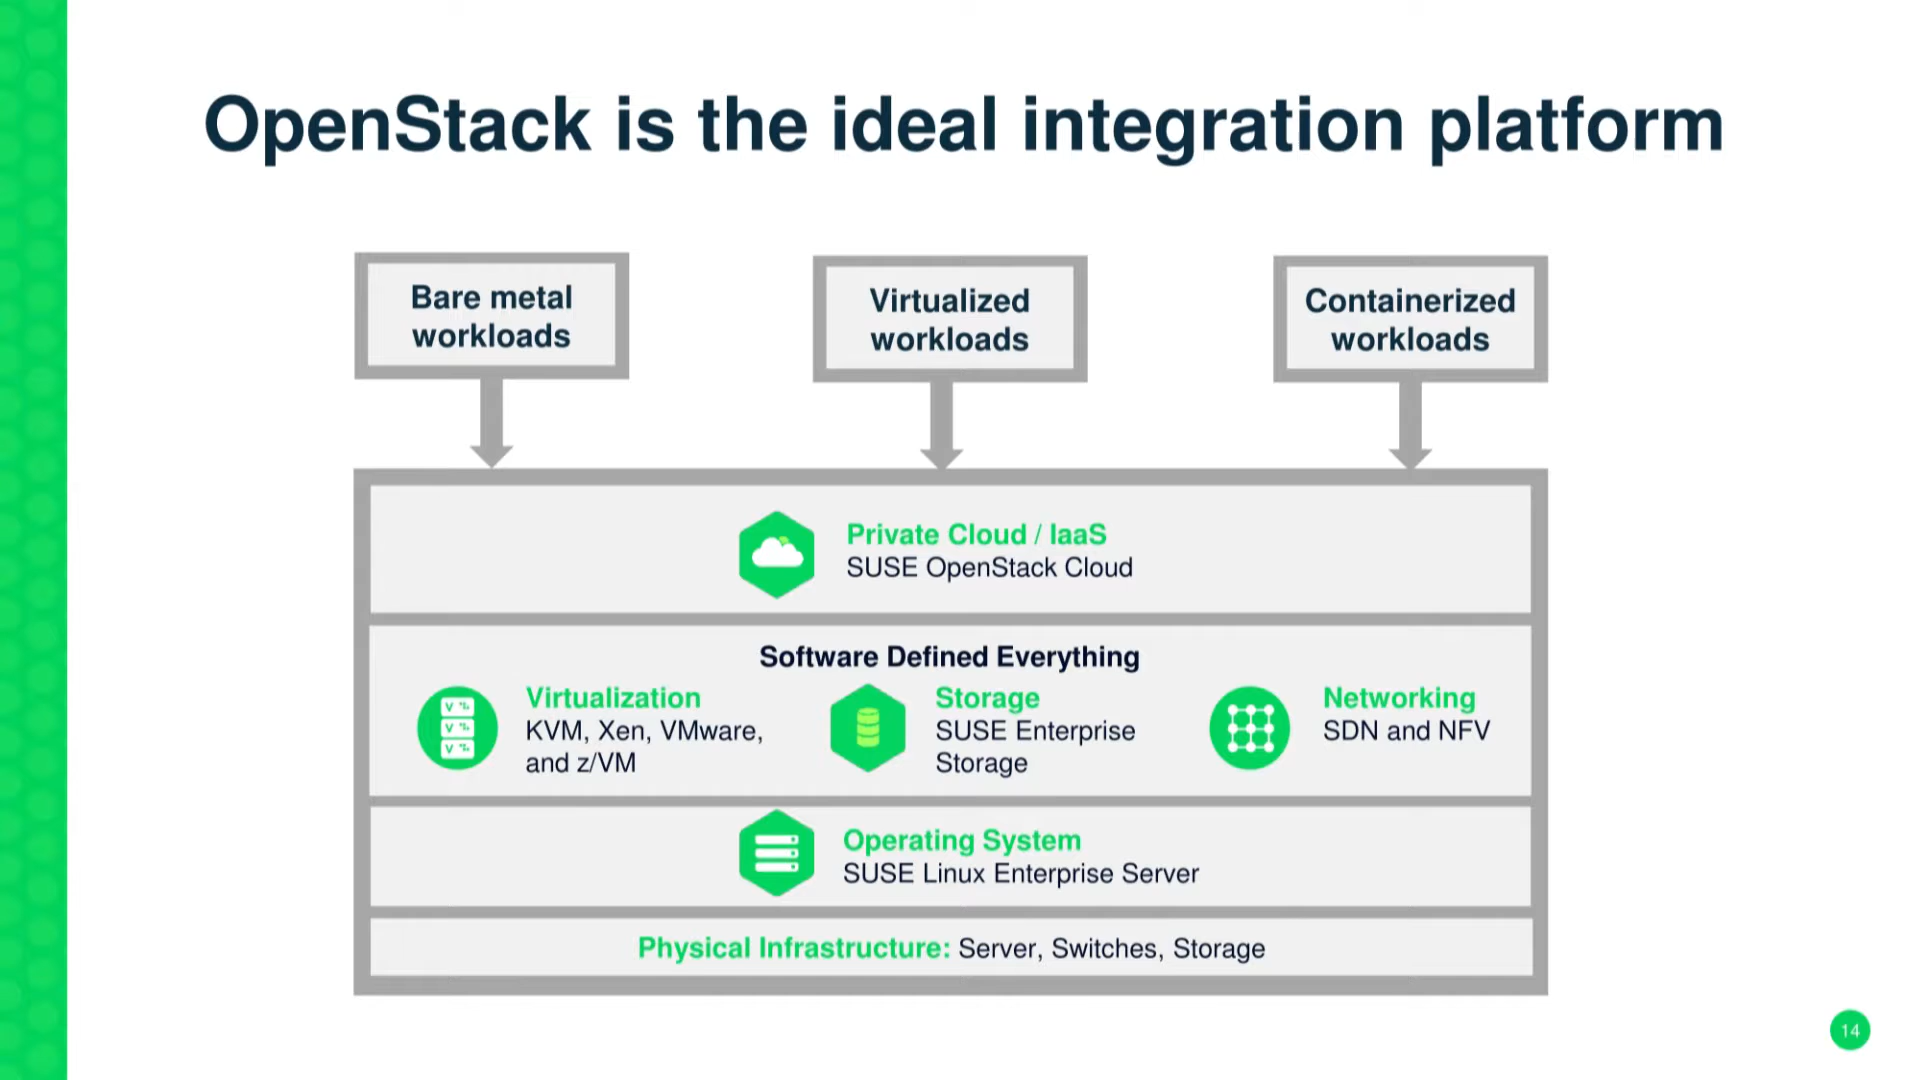 OpenStack is the ideal integration platform
Bare metal
workloads
Virtualized
workloads
Containerized
workloads
Private Cloud / IaaS
SUSE OpenStack Cloud
Software Defined Everything
Virtualization
KVM, Xen, VMware,
and z/VM
Storage
SUSE Enterprise
Storage
Networking
SDN and NFV
Operating System
SUSE Linux Enterprise Server
Physical Infrastructure: Server, Switches, Storage
14